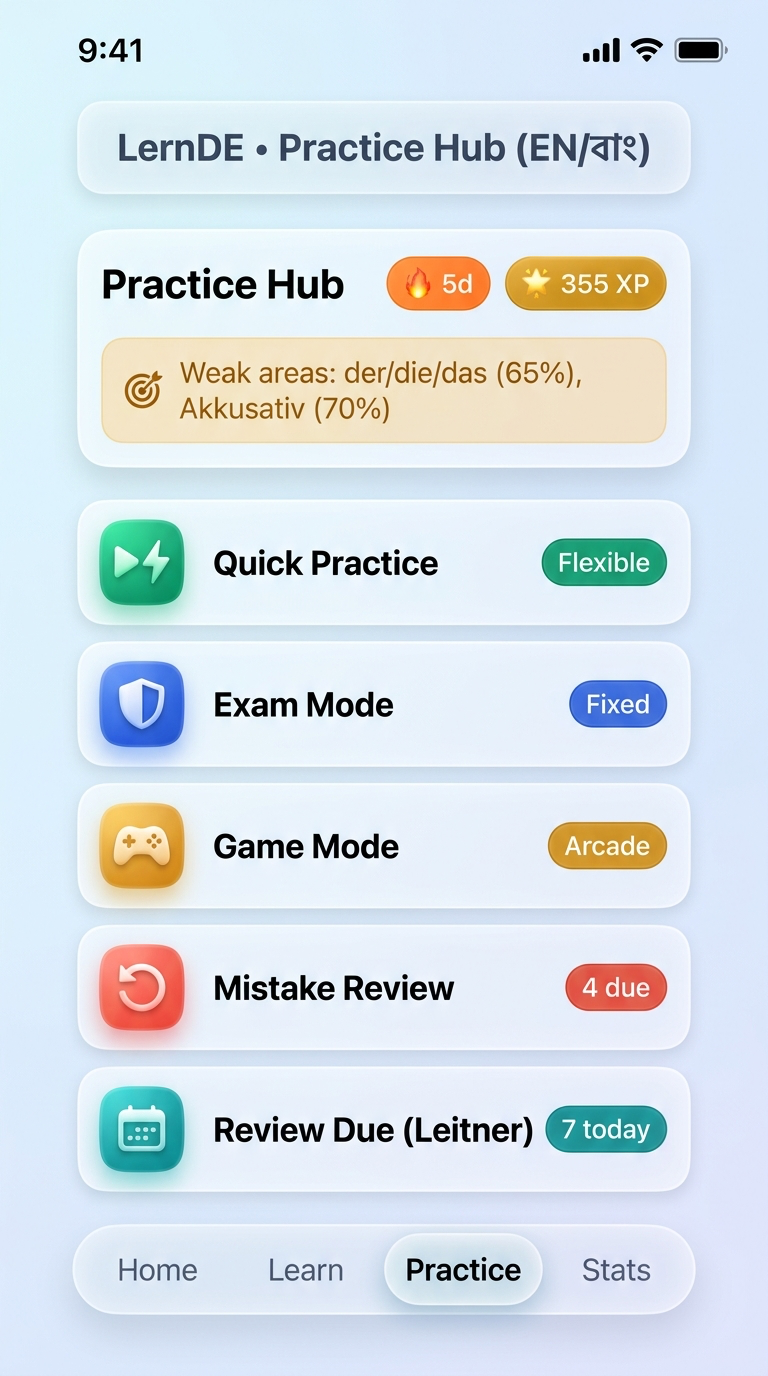 9:41
LernDE • Practice Hub (EN/বাং)
Practice Hub
5d
355 XP
Weak areas: der/die/das (65%),
Akkusativ (70%)
Quick Practice
Flexible
Exam Mode
Fixed
Game Mode
Arcade
Mistake Review
4 due
Review Due (Leitner)
7 today
Home
Learn
Practice
Stats